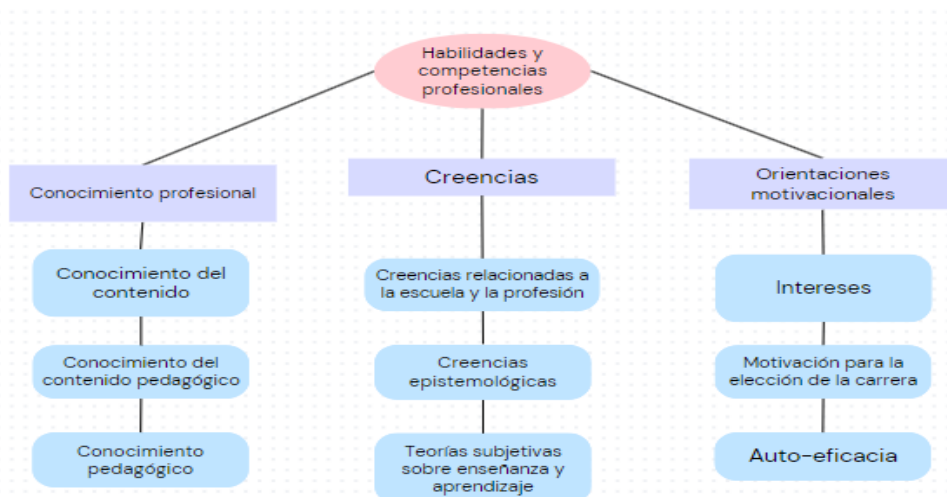 Habilidades y
competencias
profesionales
Conocimiento profesional
Creencias
Orientaciones
motivacionales
Conocimiento del
contenido
Creencias relacionadas a
la escuela y la profesión
Intereses
Conocimiento del
contenido pedagógico
Creencias
epistemológicas
Motivación para la
elección de la carrera
Conocimiento
pedagógico
Teorías subjetivas
sobre enseñanza y
aprendizaje
Auto-eficacia